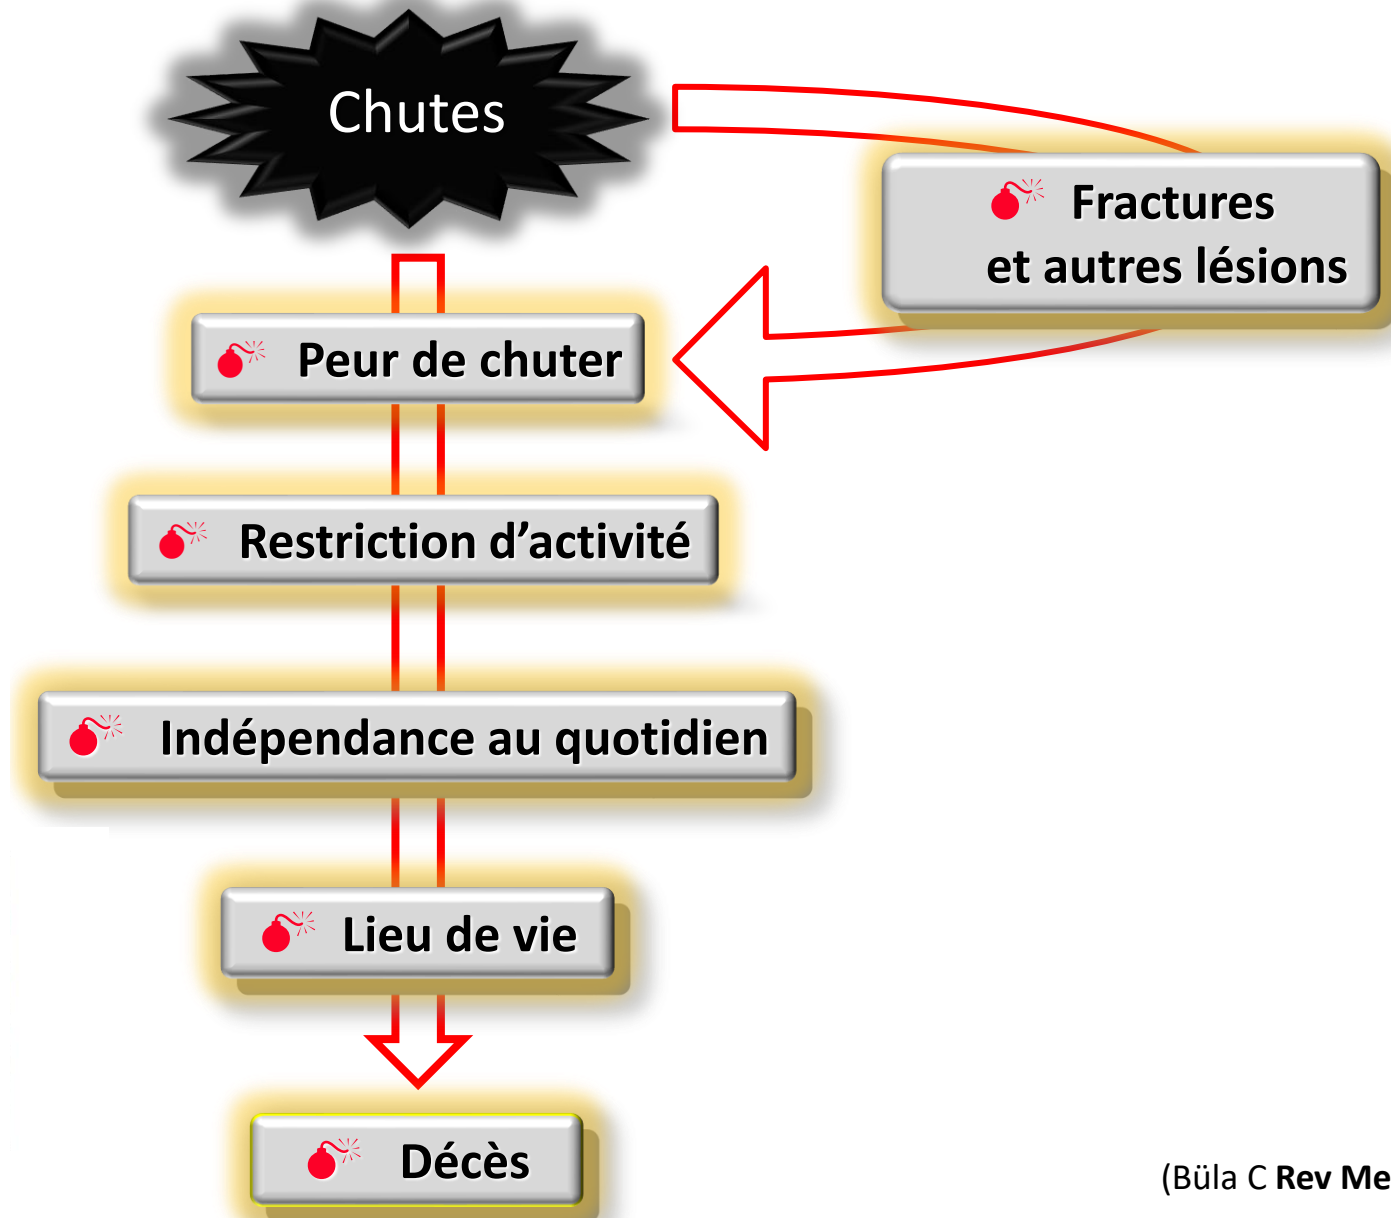 Chutes
Fractures
et autres lésions
Peur de chuter
Restriction d’activité
Indépendance au quotidien
Lieu de vie
Décès
(Büla C Rev Me